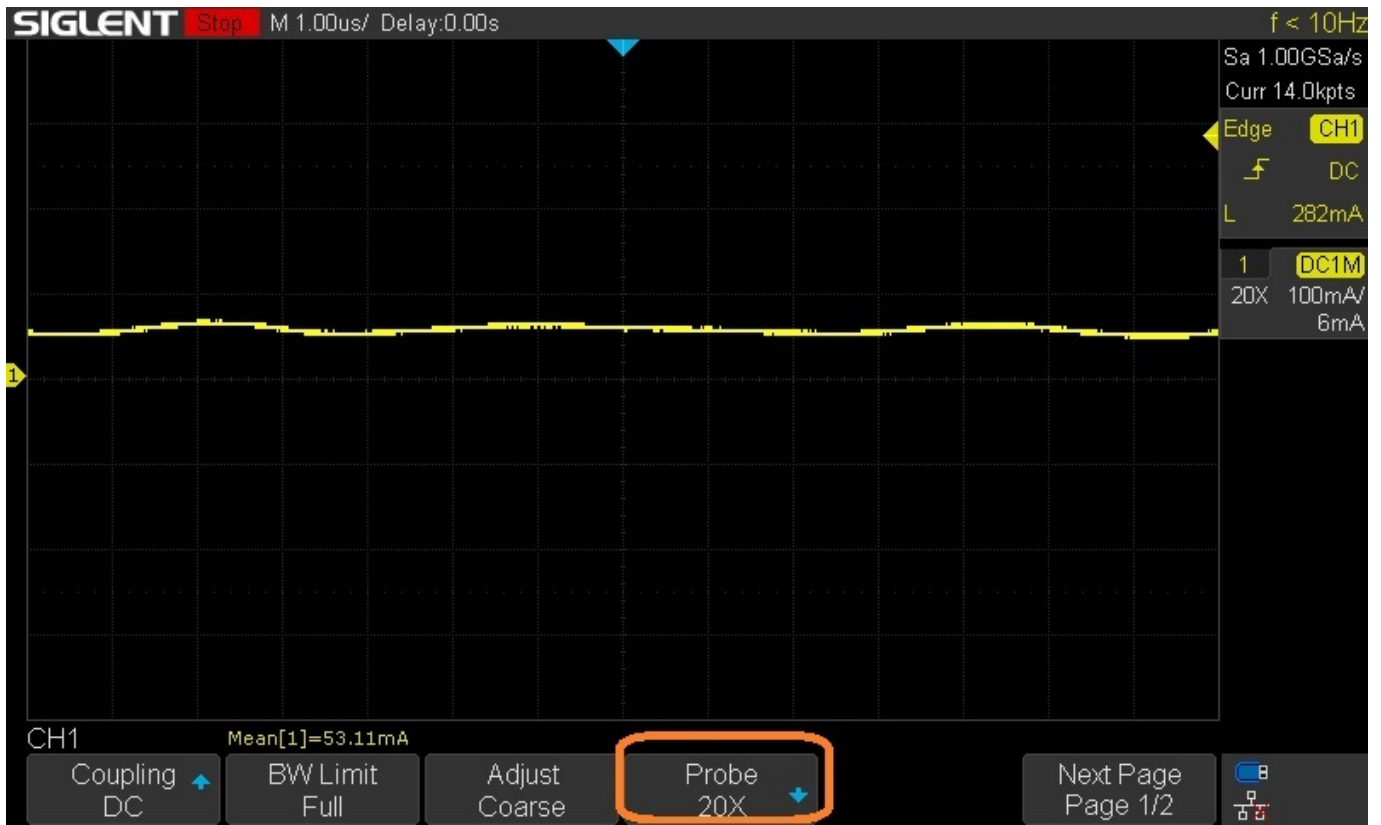 SIGLENT Stop M 1.00us/ Delay:0.00s f < 10Hz
Sa 1.00GSa/s
Curr 14.0kpts
Edge CH1
DC
L 282mA
1 DC1M
20X 100mA/
6mA
1
CH1 Mean[1]=53.11mA
Coupling BW Limit Adjust Probe Next Page
DC Full Coarse 20X Page 1/2